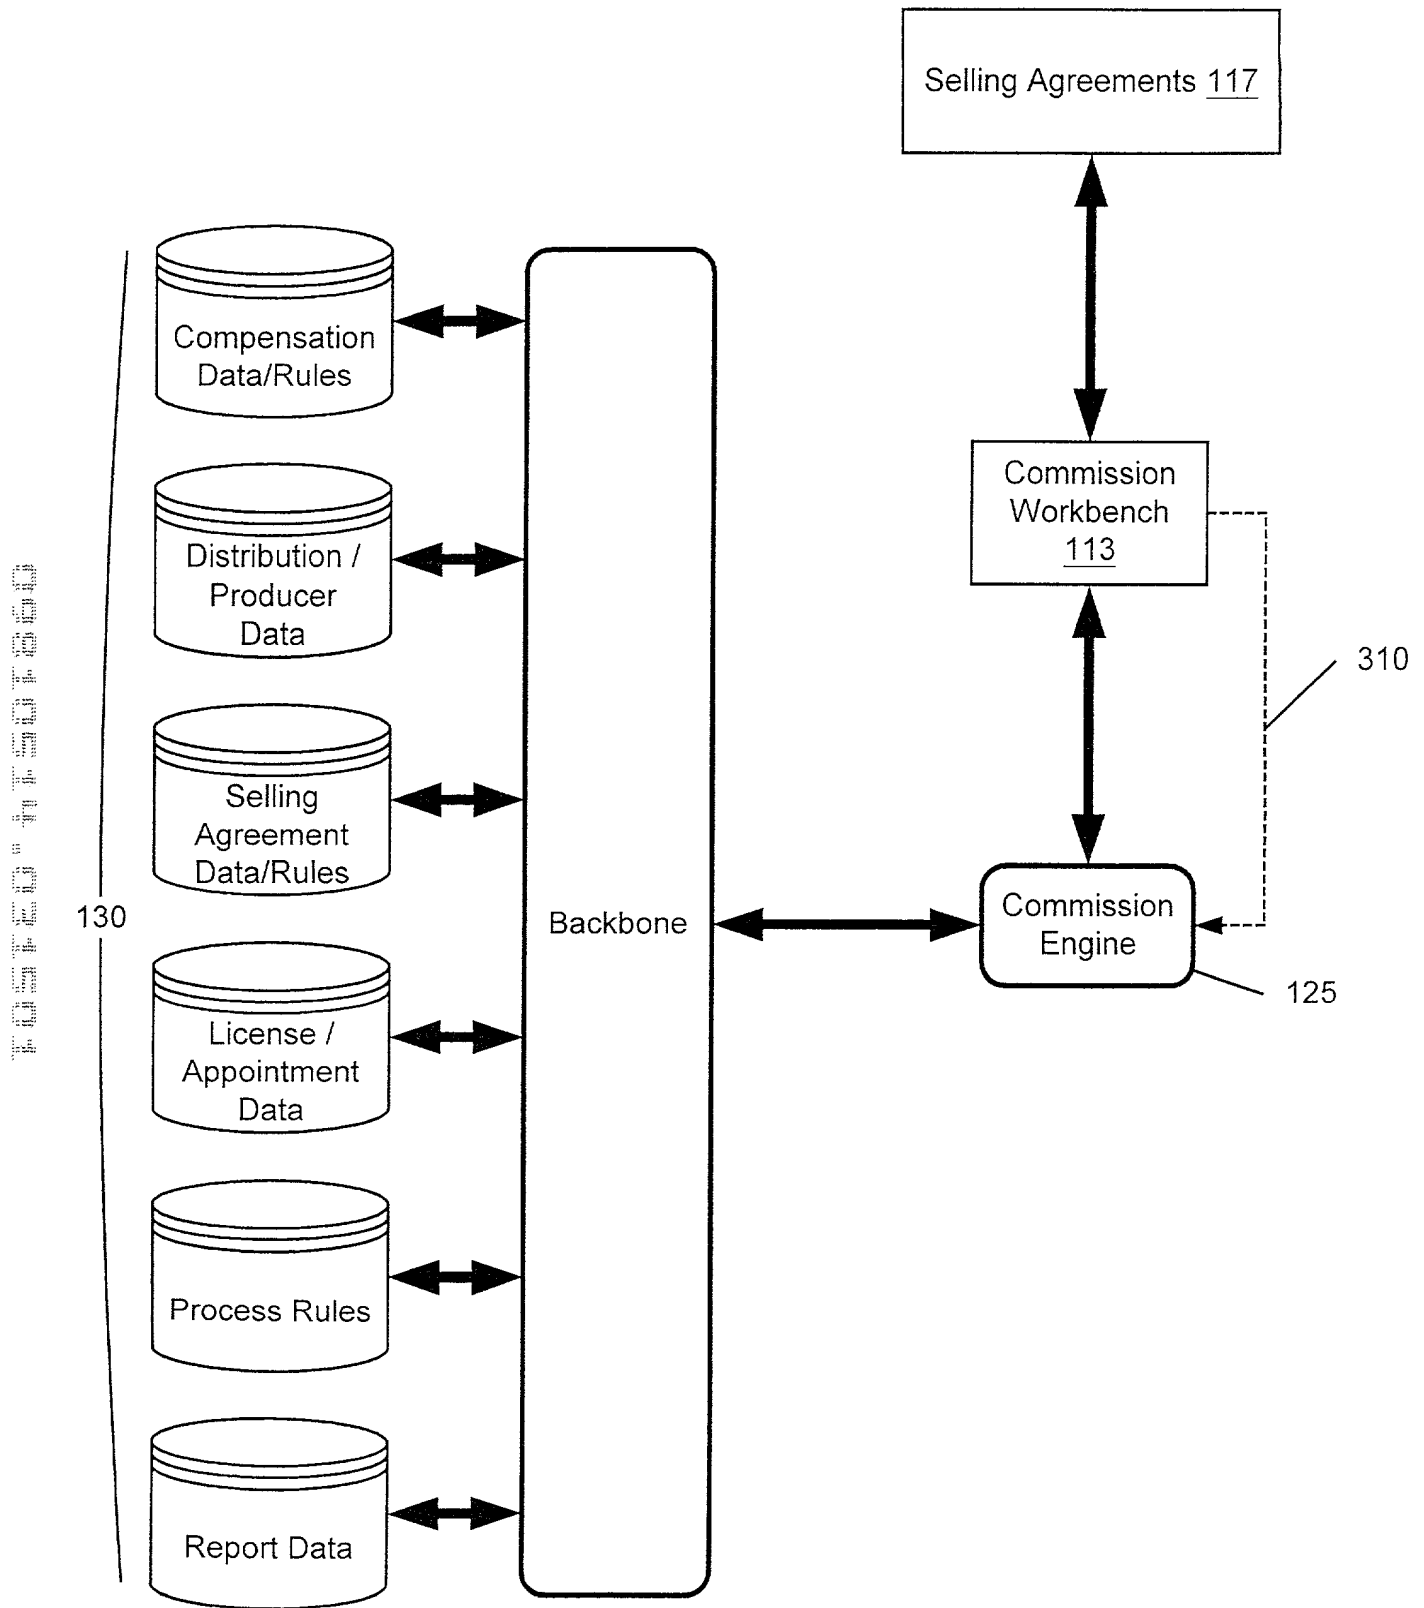 Selling Agreements 117
Compensation
Data/Rules
Distribution /
Producer
Data
Selling
Agreement
Data/Rules
License /
Appointment
Data
Process Rules
Report Data
130
Backbone
Commission
Workbench
113
310
Commission
Engine
125